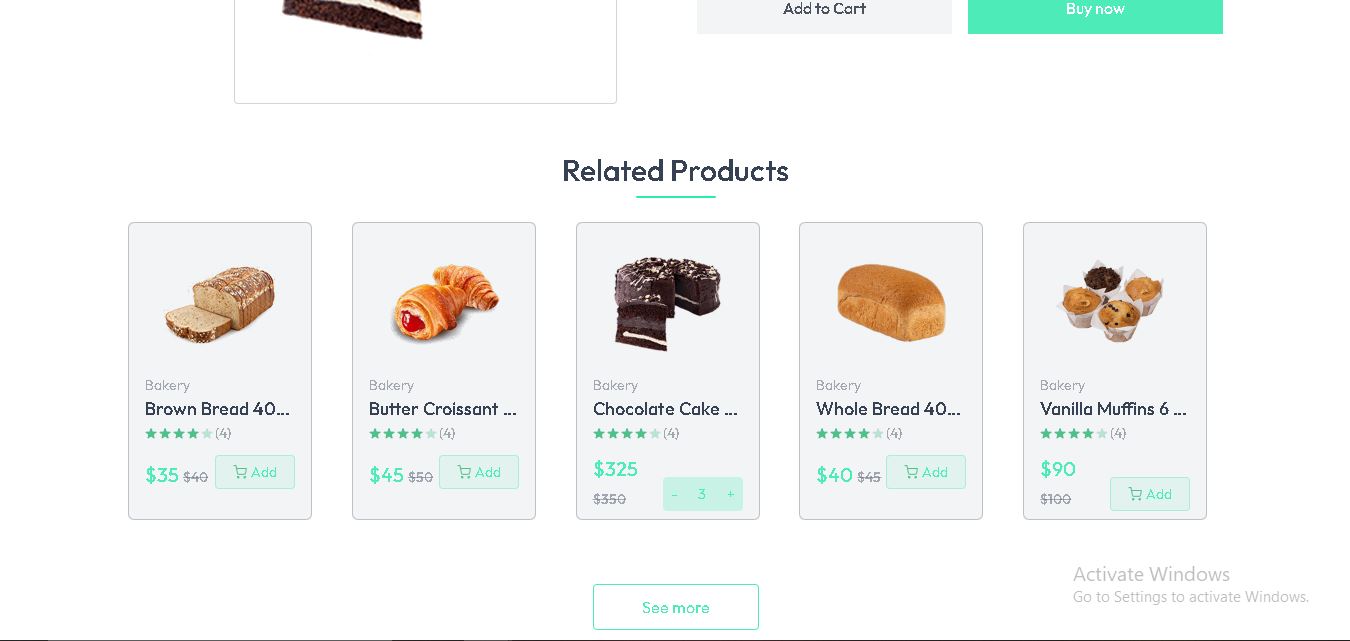 Add to Cart
Buy now
Related Products
Bakery
Brown Bread 40...
(4)
$35 $40 Add
Bakery
Butter Croissant ...
(4)
$45 $50 Add
Bakery
Chocolate Cake ...
(4)
$325
$350 - 3 +
Bakery
Whole Bread 40...
(4)
$40 $45 Add
Bakery
Vanilla Muffins 6 ...
(4)
$90
$100 Add
See more
Activate Windows
Go to Settings to activate Windows.